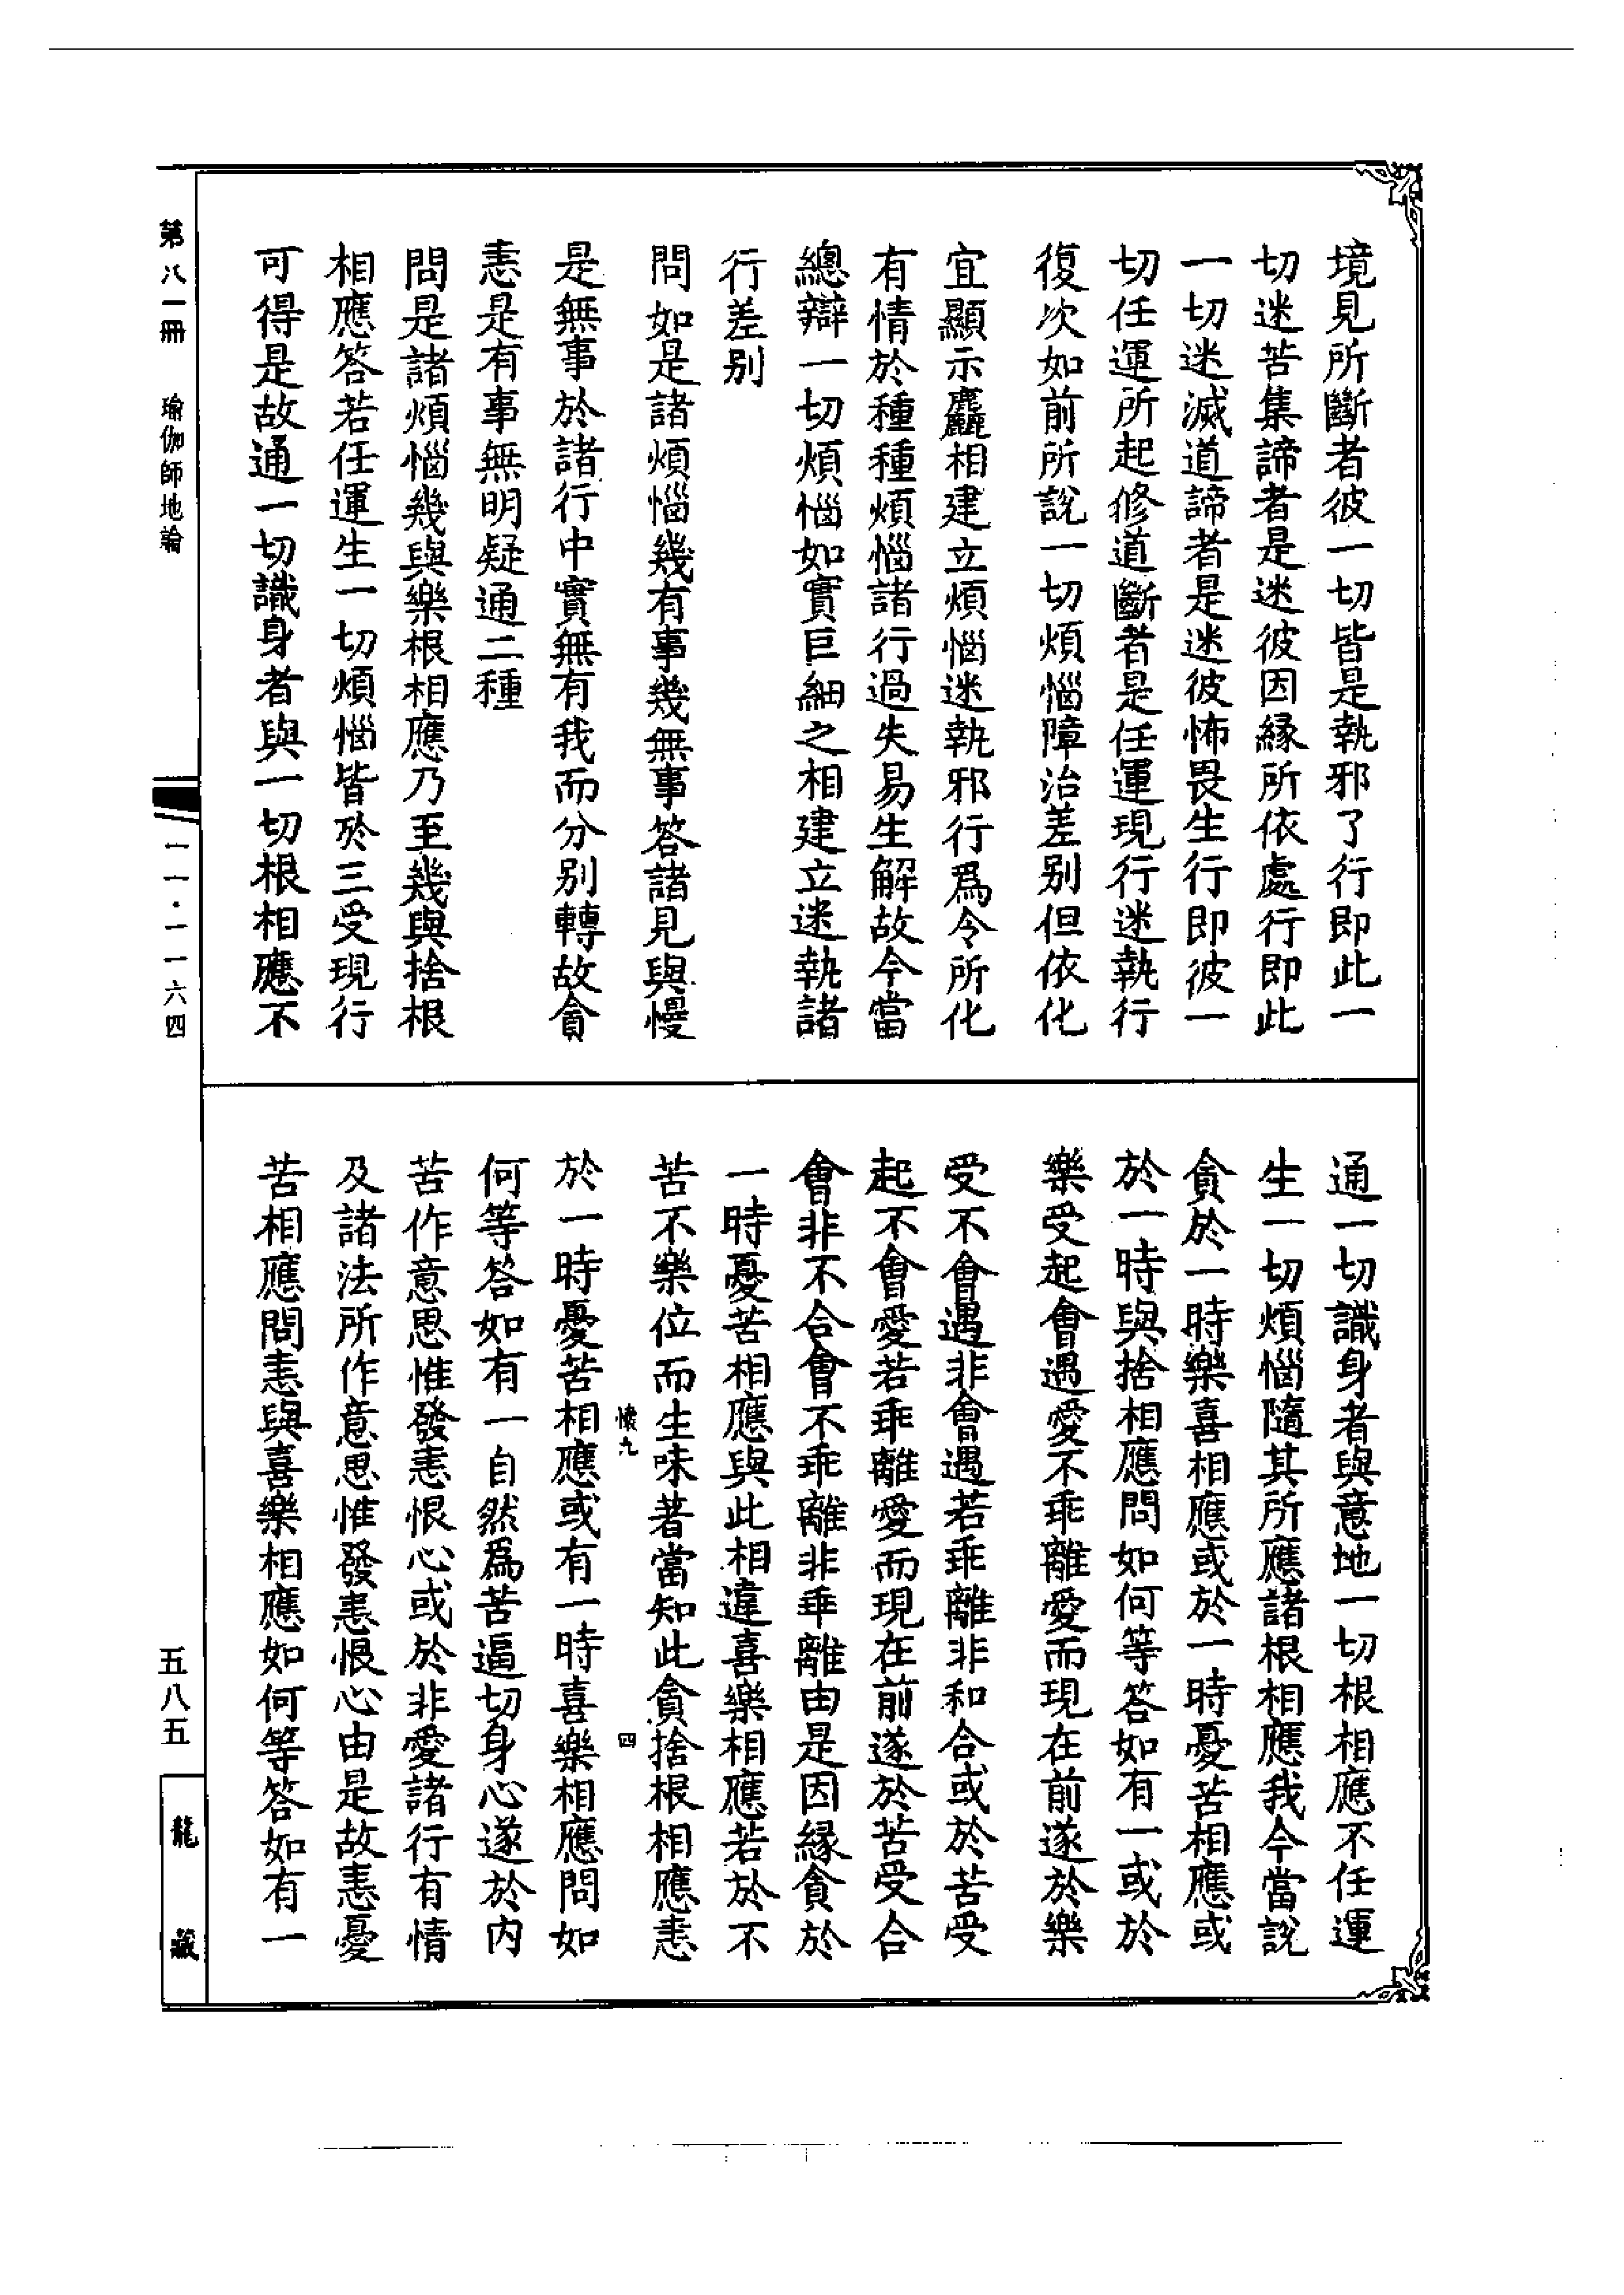 境見所斷者彼一切皆是執邪了行即此一
切迷苦集諦者是迷彼因緣所依處行即此
一切迷滅道諦者是迷彼怖畏生行即彼一
切任運所起修道斷者是任運現行迷執行
復次如前所說一切煩惱障治差别但依化
宜顯示麤相建立煩惱迷執邪行爲令所化
有情於種種煩惱諸行過失易生解故今當
總辯一切煩惱如實巨細之相建立迷執諸
行差别
問如是諸煩惱幾有事幾無事答諸見與慢
是無事於諸行中實無有我而分别轉故貪
恚是有事無明疑通二種
問是諸煩惱幾與樂根相應乃至幾與捨根
相應答若任運生一切煩惱皆於三受現行
可得是故通一切識身者與一切根相應不
通一切識身者與意地一切根相應不任運
生一切煩惱隨其所應諸根相應我今當說
貪於一時樂喜相應或於一時憂苦相應或
於一時與捨相應問如何等答如有一或於
樂受起會遇愛不乖離愛而現在前遂於樂
受不會遇非會遇若乖離非和合或於苦受
起不會愛若乖離愛而現在前遂於苦受合
會非不合會不乖離非乖離由是因緣貪於
一時憂苦相應與此相違喜樂相應若於不
苦不樂位而生味著當知此貪捨根相應恚
懷九　四
於一時憂苦相應或有一時喜樂相應問如
何等答如有一自然爲苦逼切身心遂於內
苦作意思惟發恚恨心或於非愛諸行有情
及諸法所作意思惟發恚恨心由是故恚憂
苦相應問恚與喜樂相應如何等答如有一
第八一冊　瑜伽師地論　一一·一一六四　五八五　龍藏